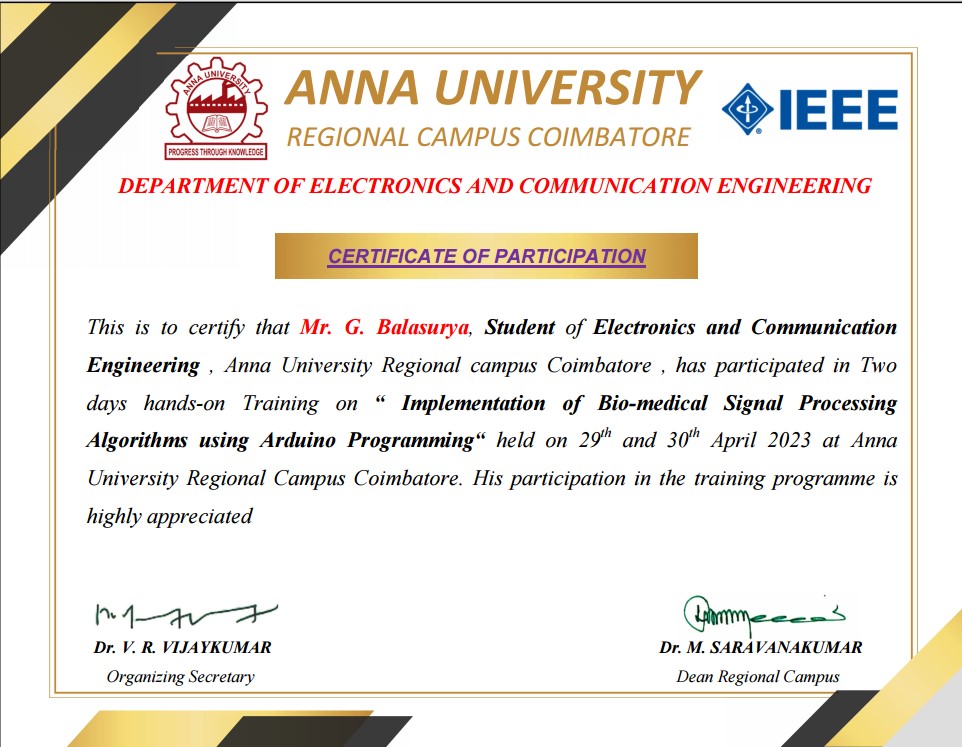 ANNA UNIVERSITY
PROGRESS THROUGH KNOWLEDGE
ANNA UNIVERSITY
REGIONAL CAMPUS COIMBATORE
IEEE
DEPARTMENT OF ELECTRONICS AND COMMUNICATION ENGINEERING
CERTIFICATE OF PARTICIPATION
This is to certify that Mr. G. Balasurya, Student of Electronics and Communication
Engineering , Anna University Regional campus Coimbatore , has participated in Two
days hands-on Training on “ Implementation of Bio-medical Signal Processing
Algorithms using Arduino Programming“ held on 29th and 30th April 2023 at Anna
University Regional Campus Coimbatore. His participation in the training programme is
highly appreciated
Dr. V. R. VIJAYKUMAR
Organizing Secretary
Dr. M. SARAVANAKUMAR
Dean Regional Campus